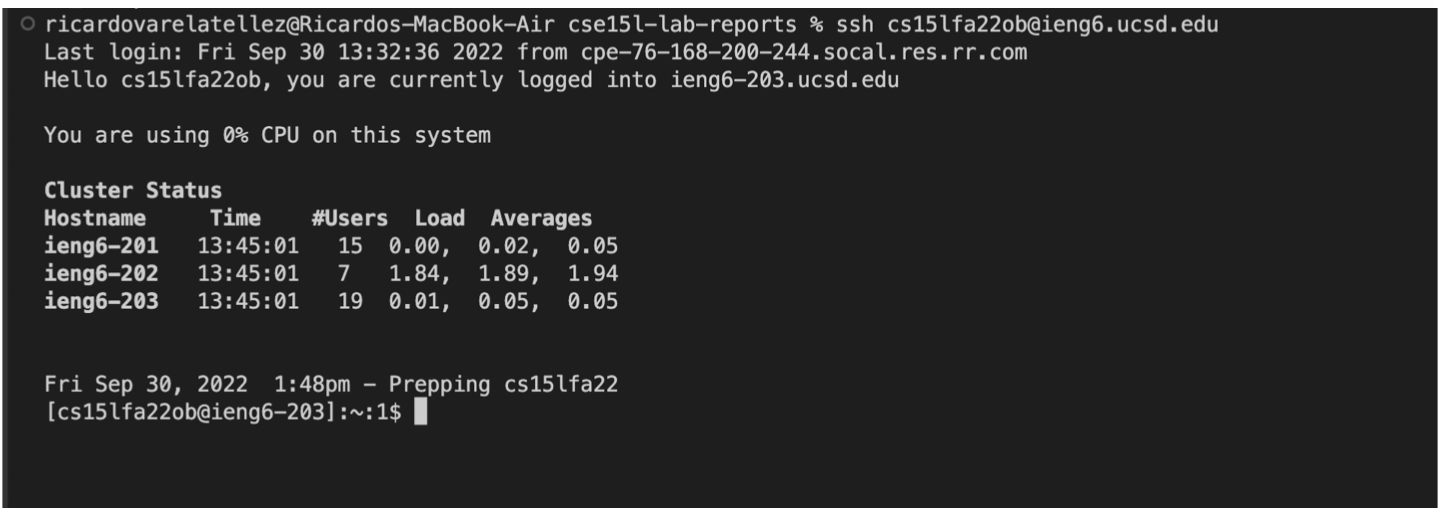 ricardovarelatellez@Ricardos-MacBook-Air cse15l-lab-reports % ssh cs15lfa22ob@ieng6.ucsd.edu
Last login: Fri Sep 30 13:32:36 2022 from cpe-76-168-200-244.socal.res.rr.com
Hello cs15lfa22ob, you are currently logged into ieng6-203.ucsd.edu
You are using 0% CPU on this system
Cluster Status
Hostname     Time    #Users  Load  Averages
ieng6-201   13:45:01   15  0.00,  0.02,  0.05
ieng6-202   13:45:01   7   1.84,  1.89,  1.94
ieng6-203   13:45:01   19  0.01,  0.05,  0.05
Fri Sep 30, 2022  1:48pm - Prepping cs15lfa22
[cs15lfa22ob@ieng6-203]:~:1$